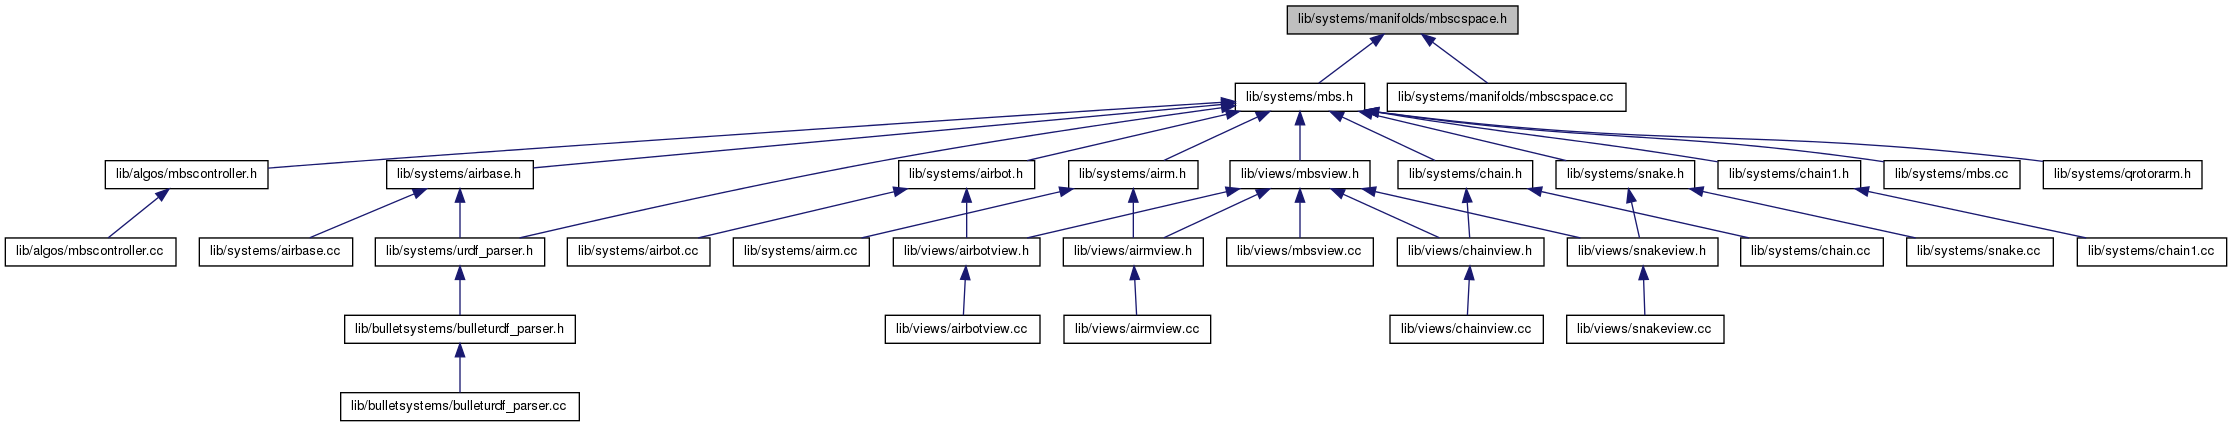 lib/systems/manifolds/mbscspace.h
lib/systems/mbs.h
lib/systems/manifolds/mbscspace.cc
lib/algos/mbscontroller.h
lib/systems/airbase.h
lib/systems/airbot.h
lib/systems/airm.h
lib/views/mbsview.h
lib/systems/chain.h
lib/systems/snake.h
lib/systems/chain1.h
lib/systems/mbs.cc
lib/systems/qrotorarm.h
lib/algos/mbscontroller.cc
lib/systems/airbase.cc
lib/systems/urdf_parser.h
lib/systems/airbot.cc
lib/systems/airm.cc
lib/views/airbotview.h
lib/views/airmview.h
lib/views/mbsview.cc
lib/views/chainview.h
lib/views/snakeview.h
lib/systems/chain.cc
lib/systems/snake.cc
lib/systems/chain1.cc
lib/bulletsystems/bulleturdf_parser.h
lib/views/airbotview.cc
lib/views/airmview.cc
lib/views/chainview.cc
lib/views/snakeview.cc
lib/bulletsystems/bulleturdf_parser.cc